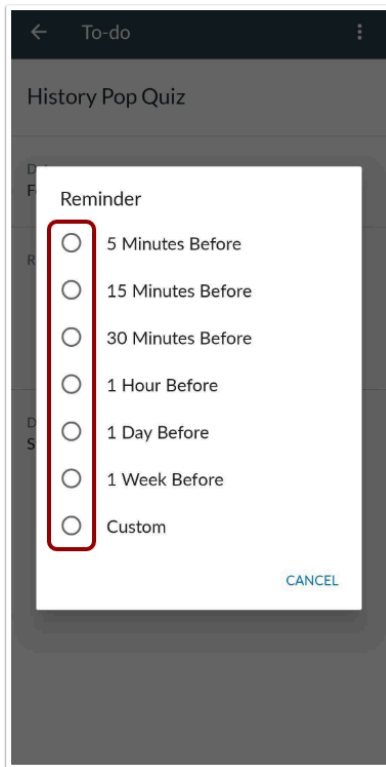 To-do
History Pop Quiz
D
F
R
Reminder
5 Minutes Before
15 Minutes Before
30 Minutes Before
1 Hour Before
1 Day Before
1 Week Before
Custom
D
S
CANCEL